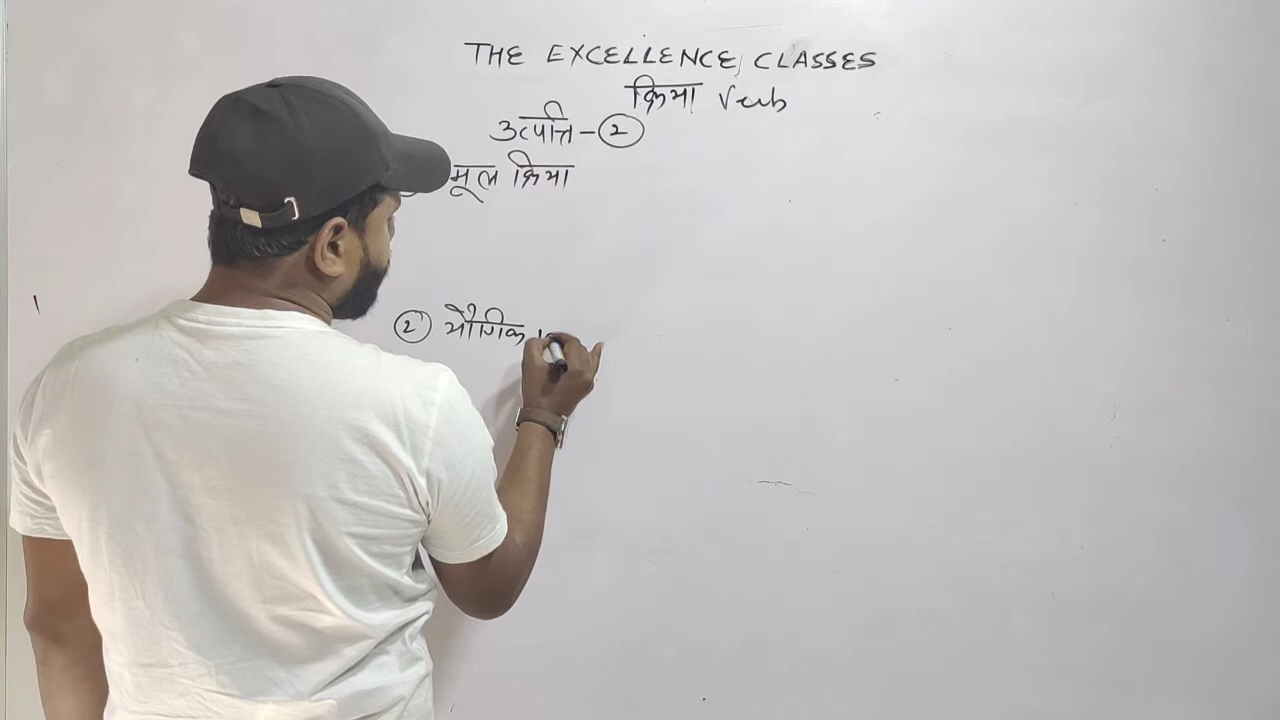 THE EXCELLENCE CLASSES
क्रिया Verb
उत्पत्ति - ②
मूल क्रिया
② यौगिक